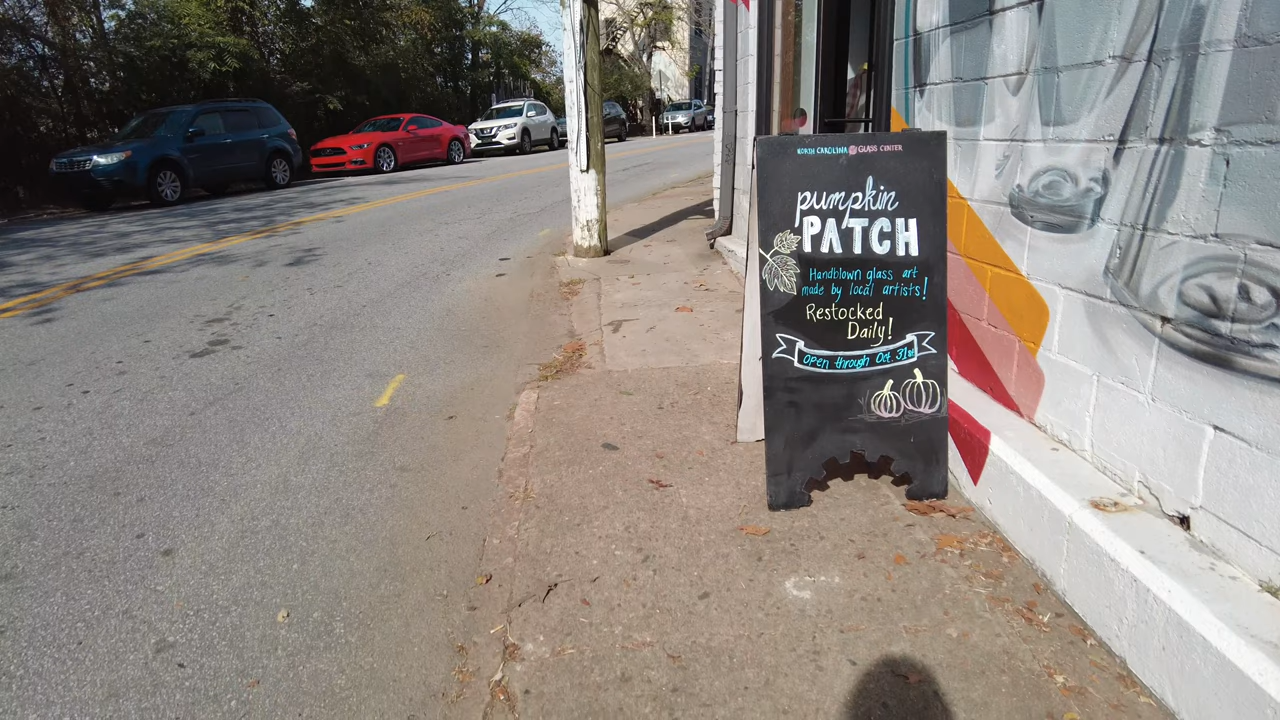 NORTH CAROLINA GLASS CENTER
pumpkin
PATCH
Handblown glass art
made by local artists!
Restocked
Daily!
Open through Oct. 31st